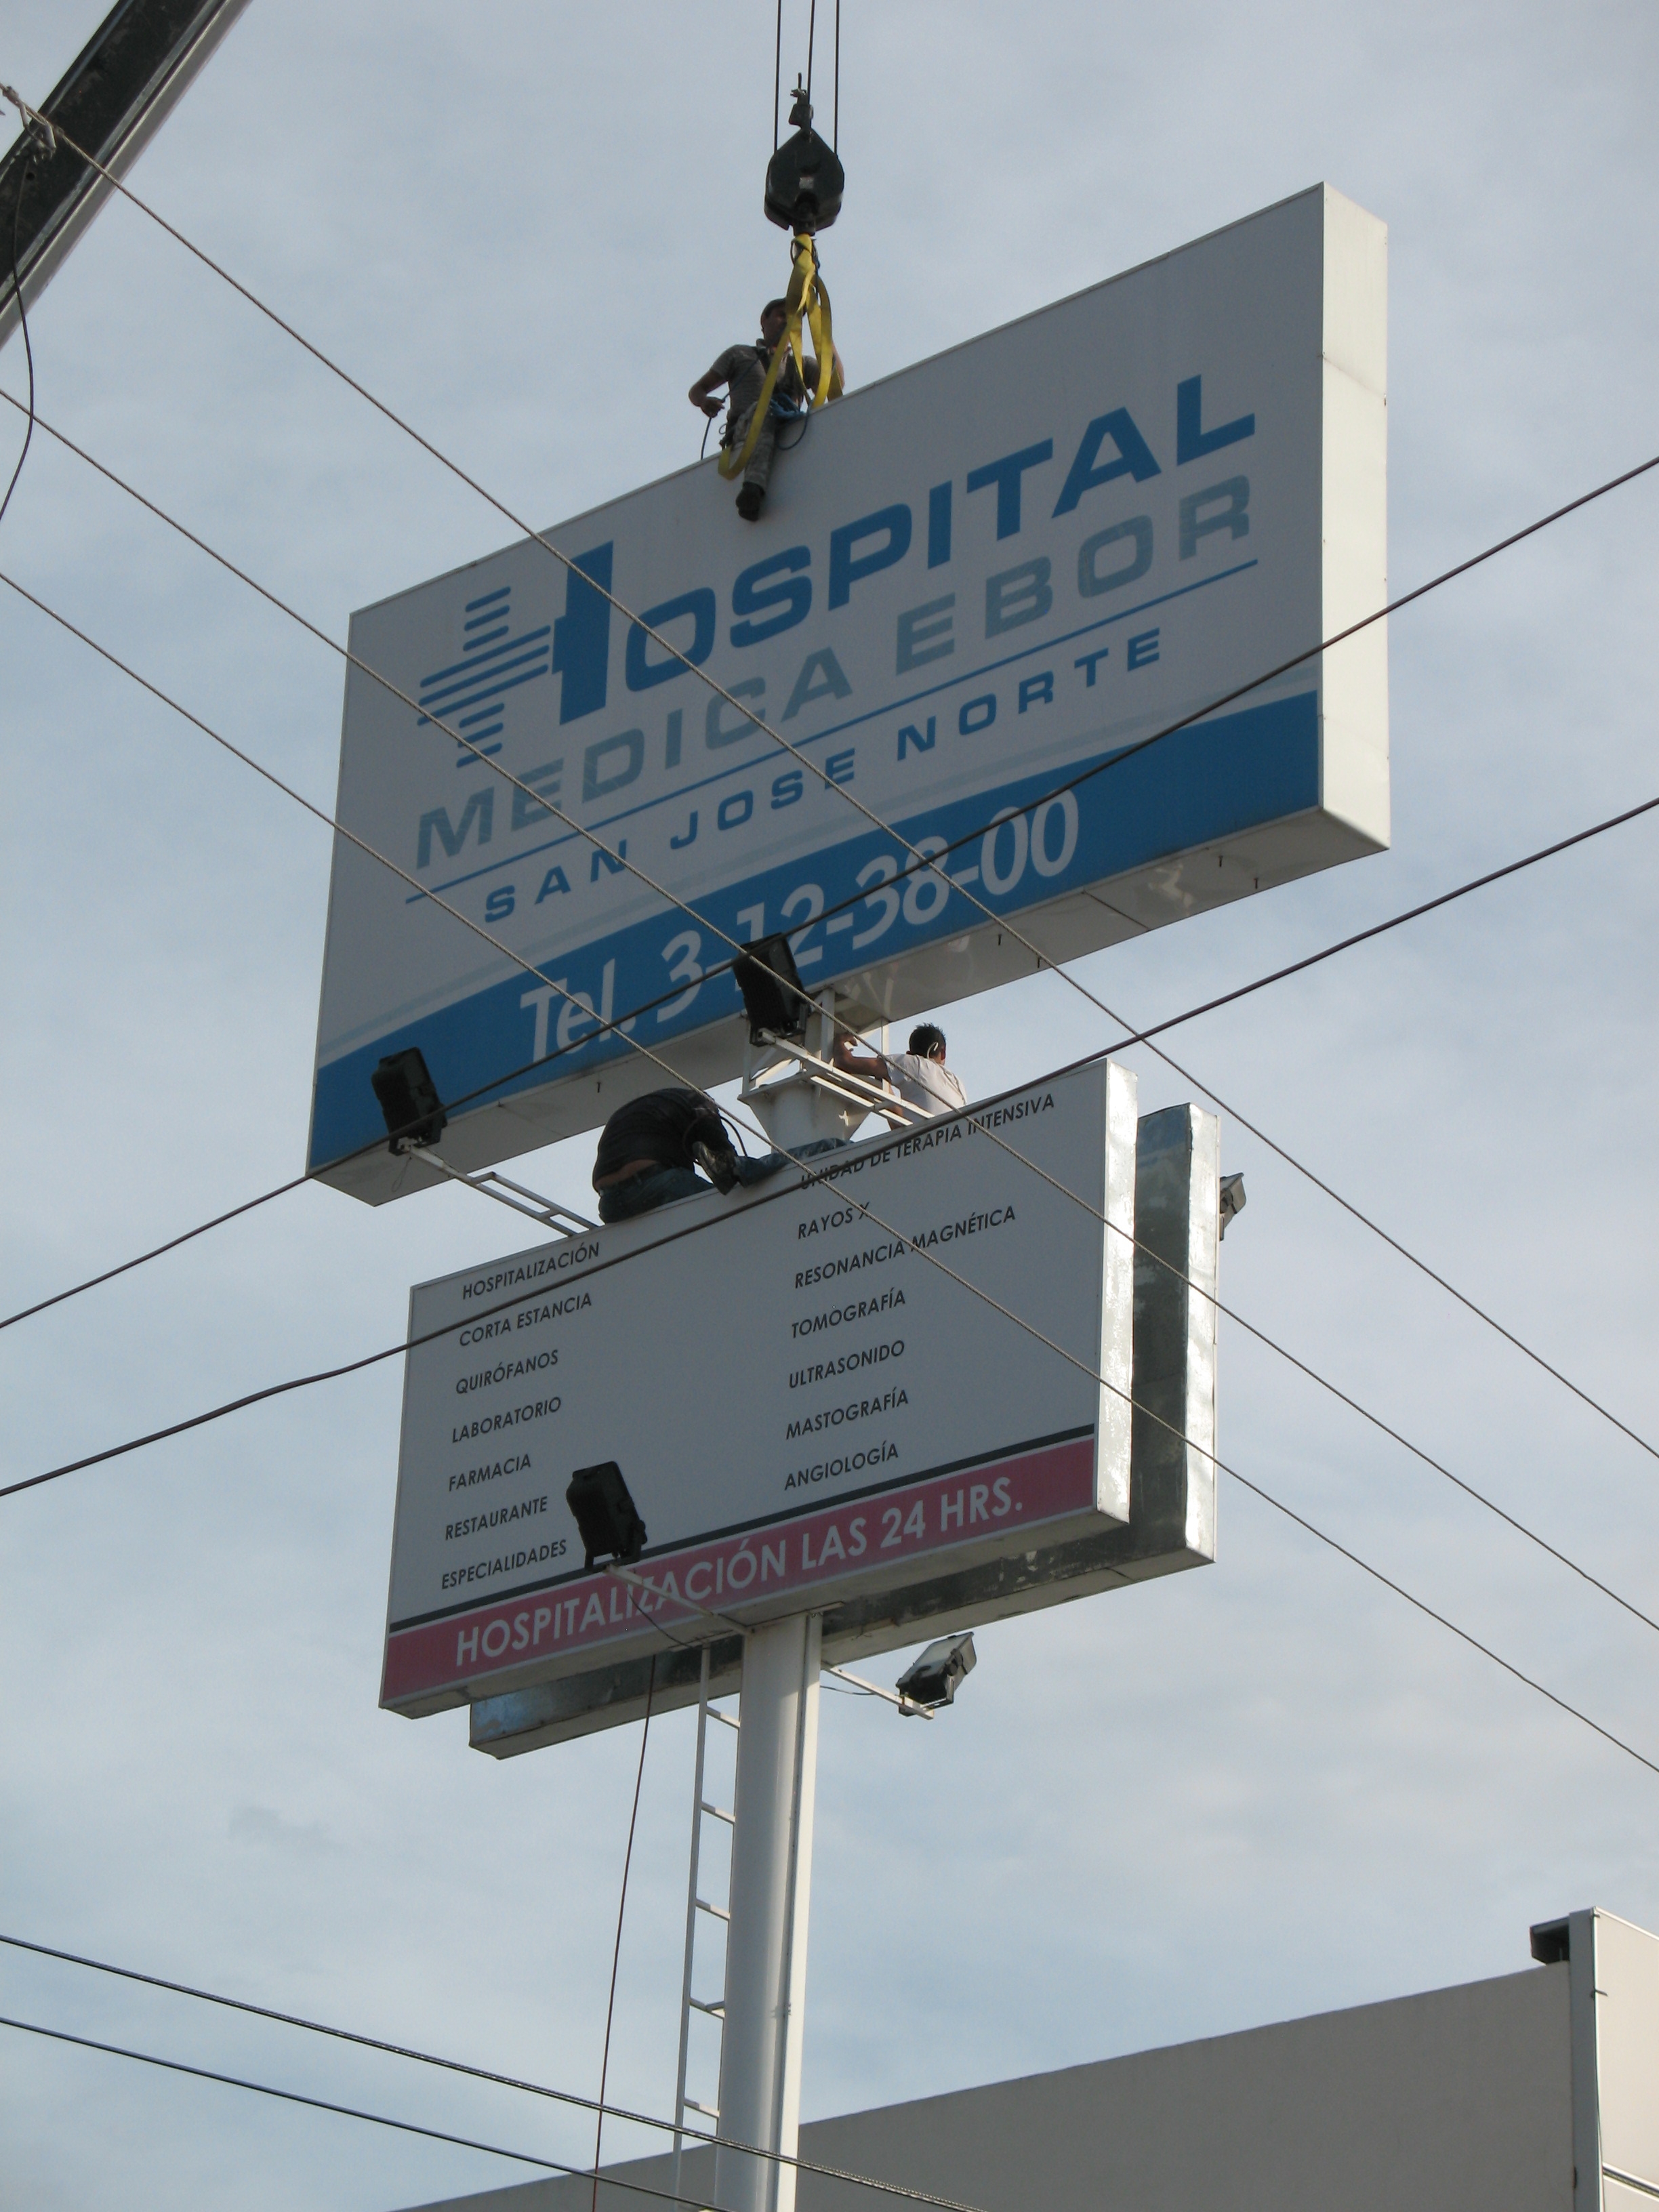 HOSPITAL
MEDICA EBOR
SAN JOSE NORTE
Tel. 3-12-38-00
HOSPITALIZACIÓN
CORTA ESTANCIA
QUIRÓFANOS
LABORATORIO
FARMACIA
RESTAURANTE
ESPECIALIDADES
UNIDAD DE TERAPIA INTENSIVA
RAYOS X
RESONANCIA MAGNÉTICA
TOMOGRAFÍA
ULTRASONIDO
MASTOGRAFÍA
ANGIOLOGÍA
HOSPITALIZACIÓN LAS 24 HRS.